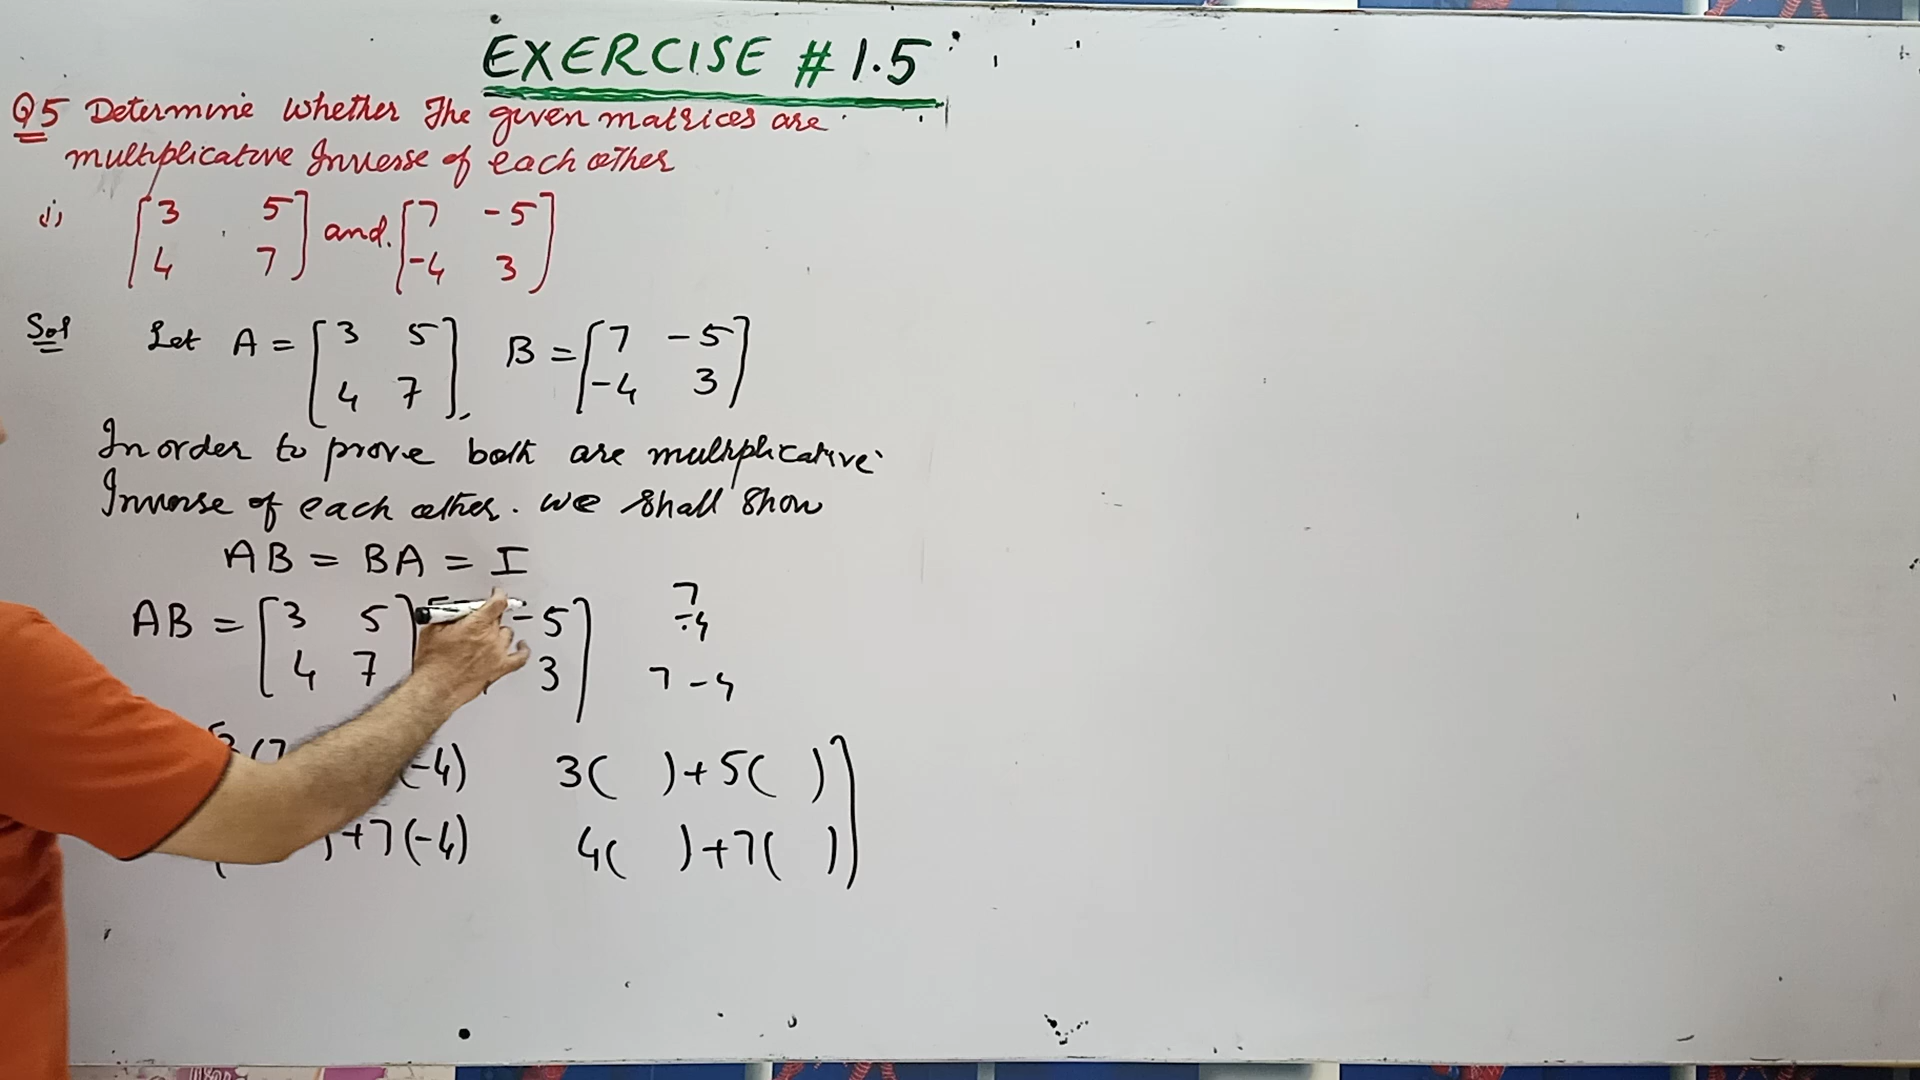 EXERCISE # 1.5
Q5 Determine whether The given matrices are
multiplicative Inverse of each other
i) [3 5] and. [7 -5]
[4 7] [-4 3]
Sol Let A = [3 5], B = [7 -5]
[4 7] [-4 3]
In order to prove both are multiplicative
Inverse of each other. we shall show
AB = BA = I
AB = [3 5] -5] 7 -4
[4 7] 3] 7 -4
3(7 (-4) 3( )+5( )]
)+7(-4) 4( )+7( )]